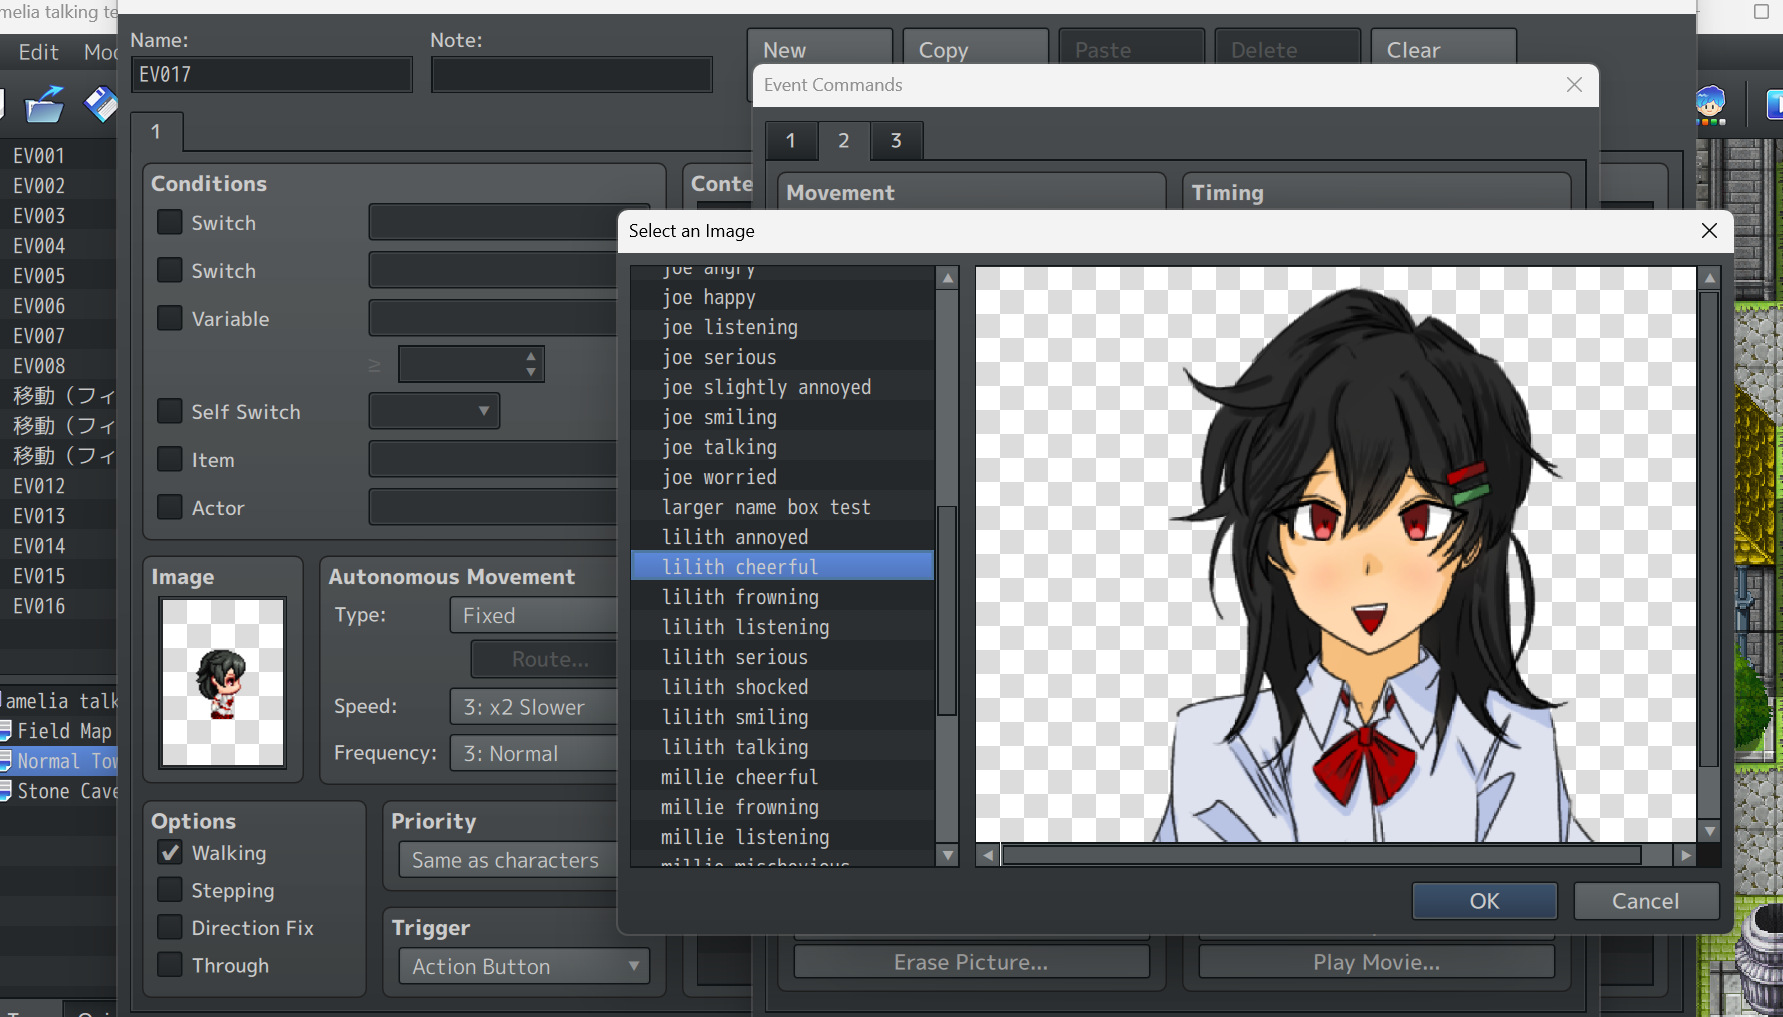 melia talking te
Edit
Name:
EV017
Note:
New
Copy
Paste
Delete
Clear
Event Commands
1
1
2
3
EV001
EV002
EV003
EV004
EV005
EV006
EV007
EV008
移動（フィ
移動（フィ
移動（フィ
EV012
EV013
EV014
EV015
EV016
amelia talk
Field Map
Normal Tow
Stone Cave
Conditions
Switch
Switch
Variable
≥
Self Switch
Item
Actor
Conte
Movement
Timing
Image
Autonomous Movement
Type:
Fixed
Route...
Speed:
3: x2 Slower
Frequency:
3: Normal
Options
Walking
Stepping
Direction Fix
Through
Priority
Same as characters
Trigger
Action Button
Select an Image
joe angry
joe happy
joe listening
joe serious
joe slightly annoyed
joe smiling
joe talking
joe worried
larger name box test
lilith annoyed
lilith cheerful
lilith frowning
lilith listening
lilith serious
lilith shocked
lilith smiling
lilith talking
millie cheerful
millie frowning
millie listening
millie mischevious
OK
Cancel
Erase Picture...
Play Movie...